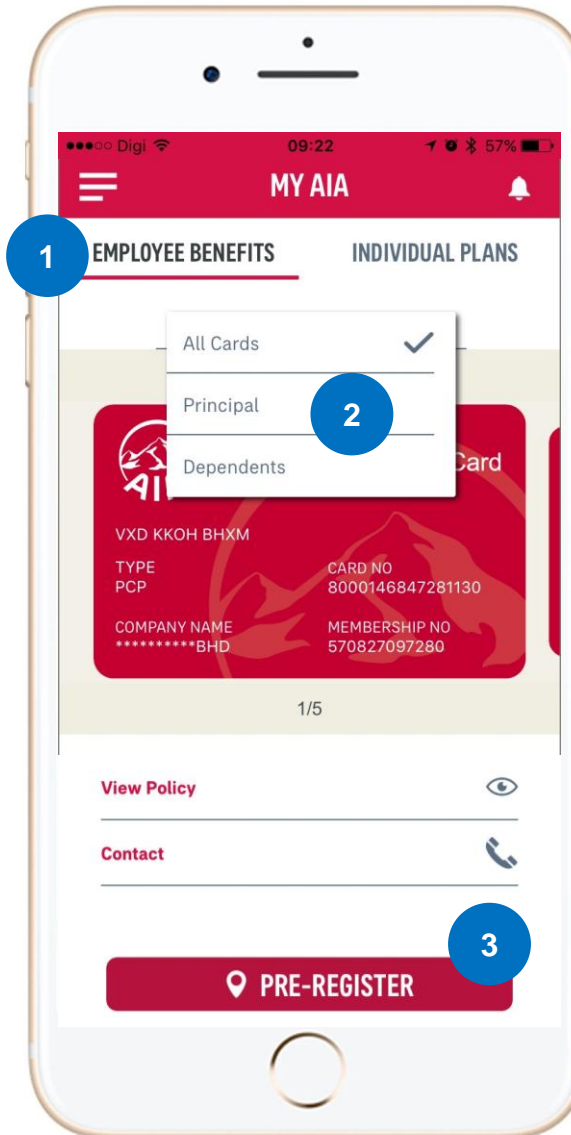 Digi 09:22 57%
MY AIA
1 EMPLOYEE BENEFITS INDIVIDUAL PLANS
All Cards
Principal 2
Dependents Card
AI
VXD KKOH BHXM
TYPE CARD NO
PCP 8000146847281130
COMPANY NAME MEMBERSHIP NO
**********BHD 570827097280
1/5
View Policy
Contact
3
PRE-REGISTER